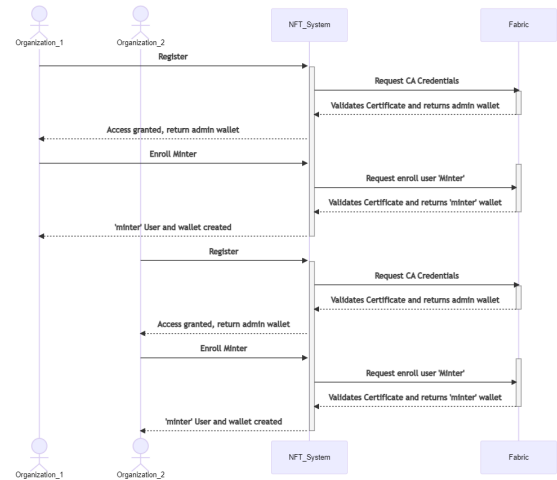 NFT_System
Fabric
Organization_1
Organization_2
Register
Request CA Credentials
Validates Certificate and returns admin wallet
Access granted, return admin wallet
Enroll Minter
Request enroll user 'Minter'
Validates Certificate and returns 'minter' wallet
'minter' User and wallet created
Register
Request CA Credentials
Validates Certificate and returns admin wallet
Access granted, return admin wallet
Enroll Minter
Request enroll user 'Minter'
Validates Certificate and returns 'minter' wallet
'minter' User and wallet created
NFT_System
Fabric
Organization_1
Organization_2